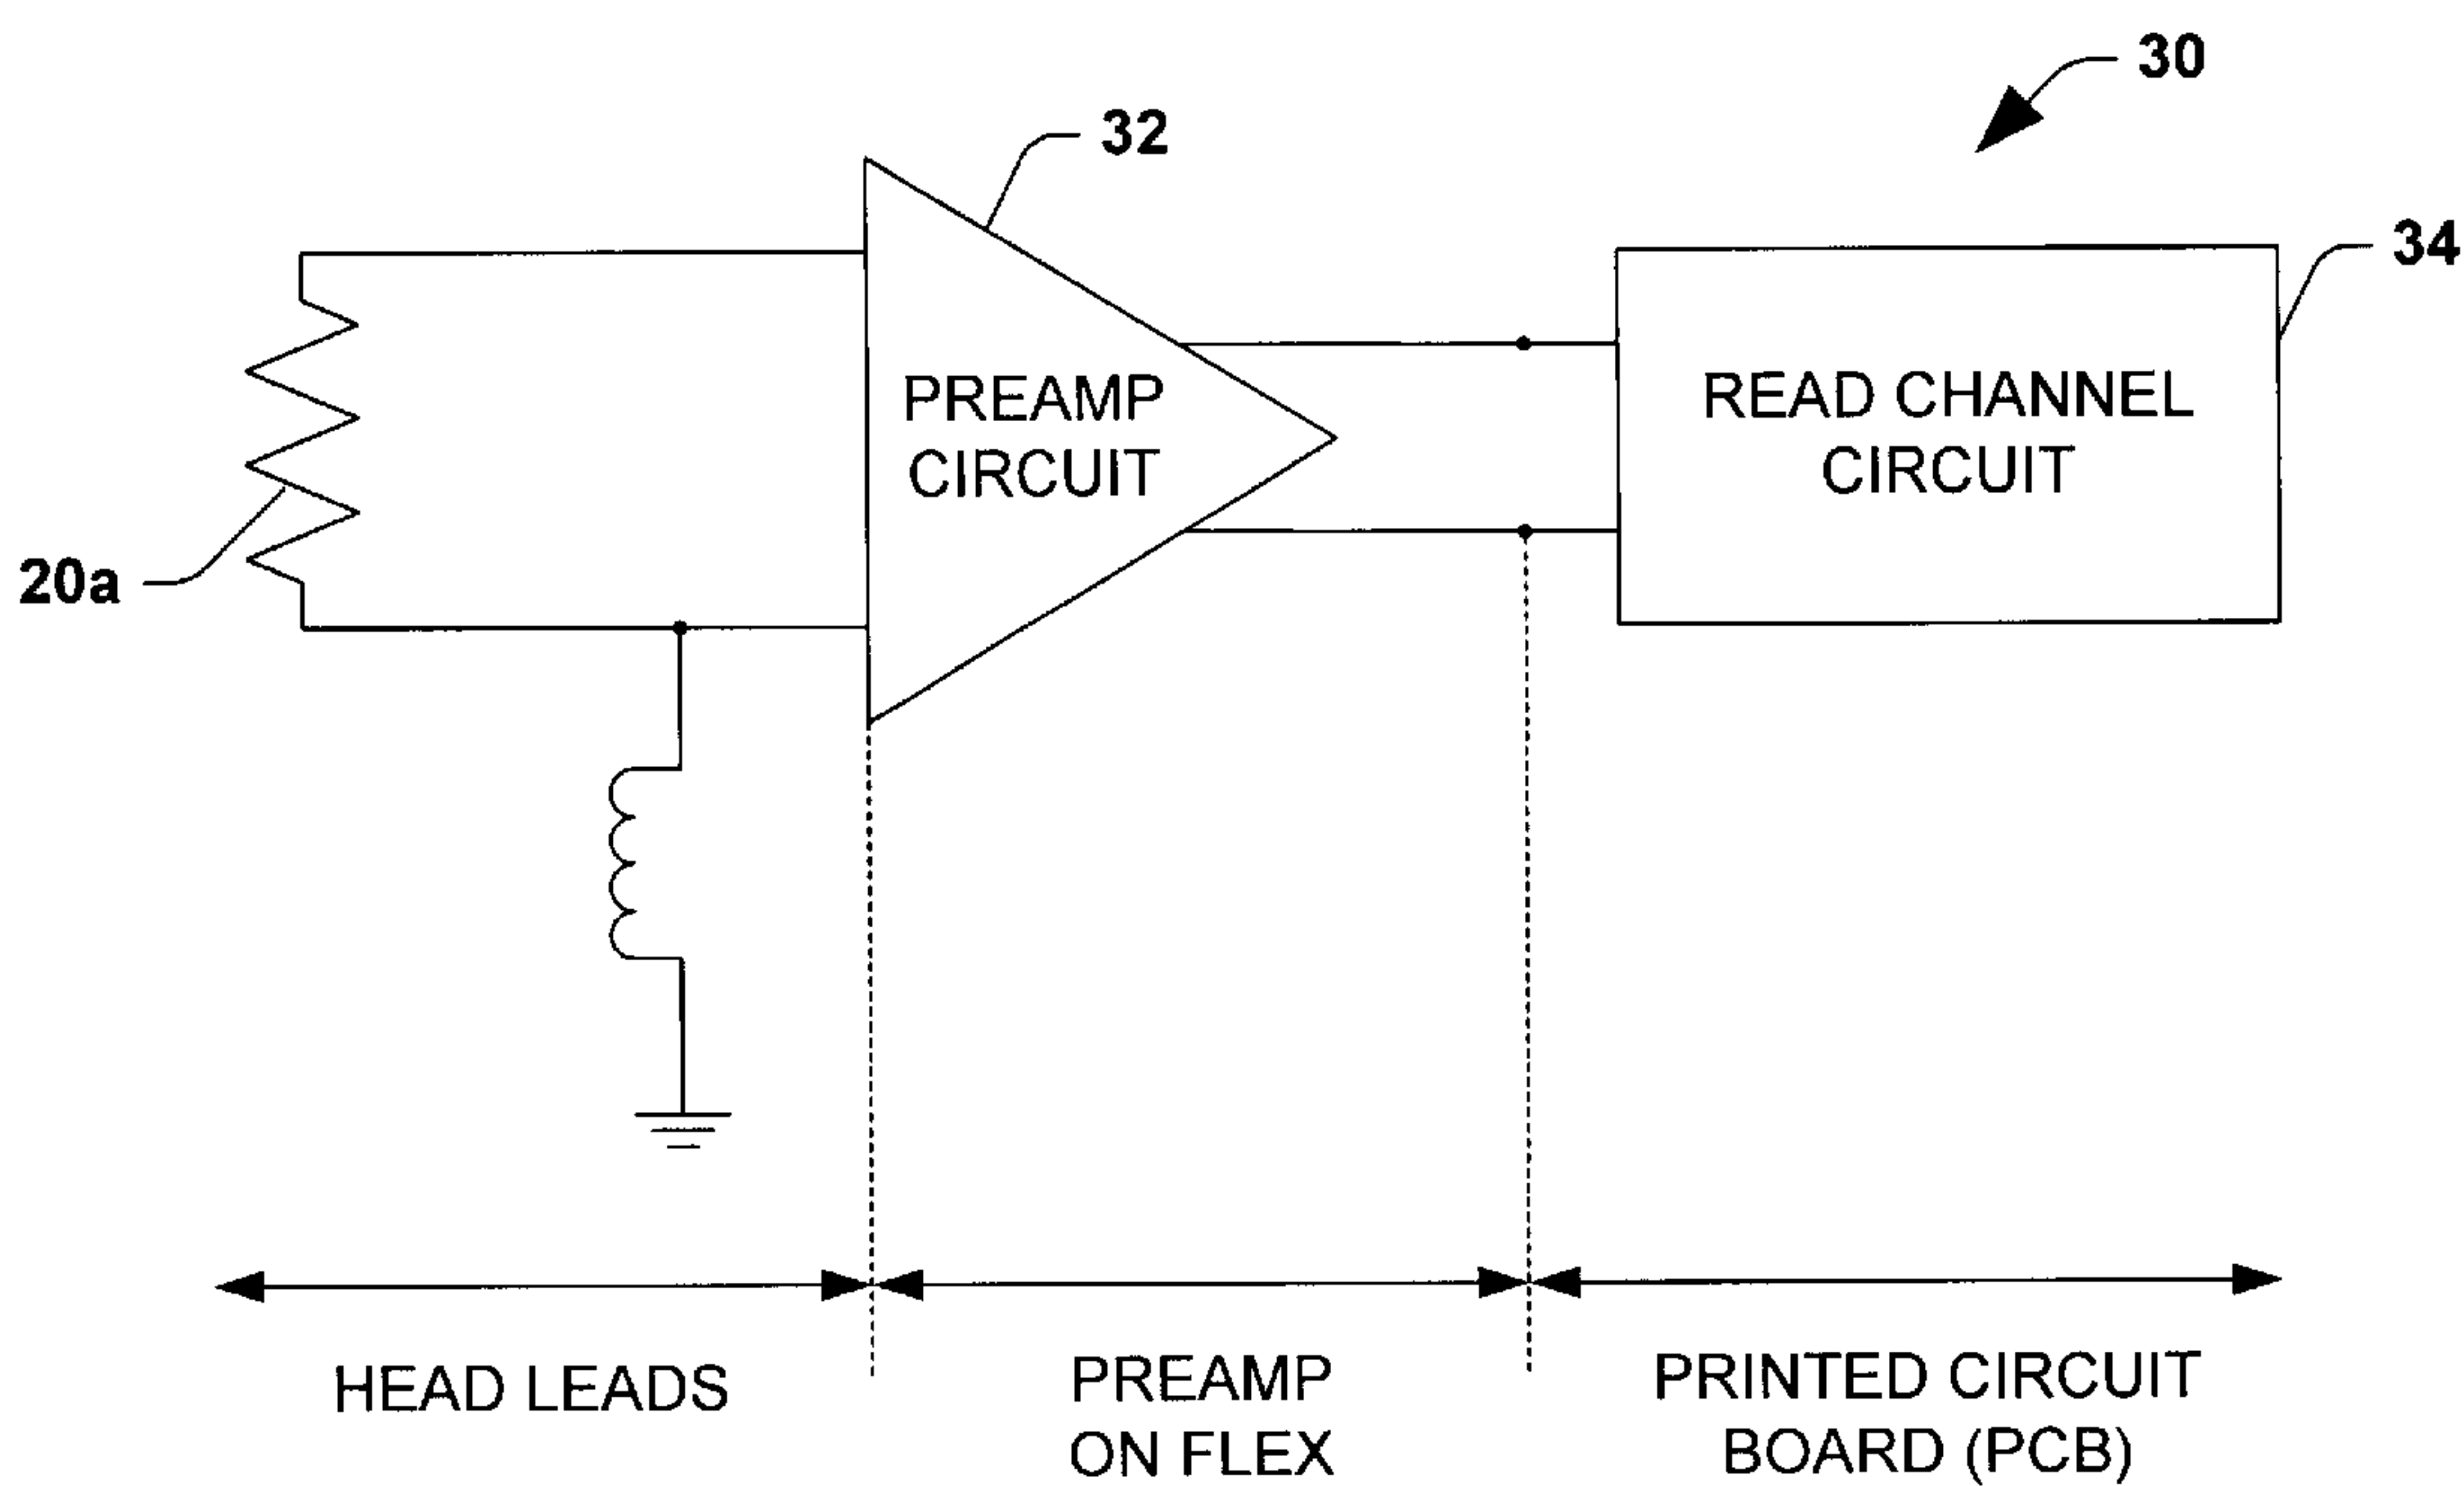 30
32
34
PREAMP
CIRCUIT
READ CHANNEL
CIRCUIT
20a
HEAD LEADS
PREAMP
ON FLEX
PRINTED CIRCUIT
BOARD (PCB)